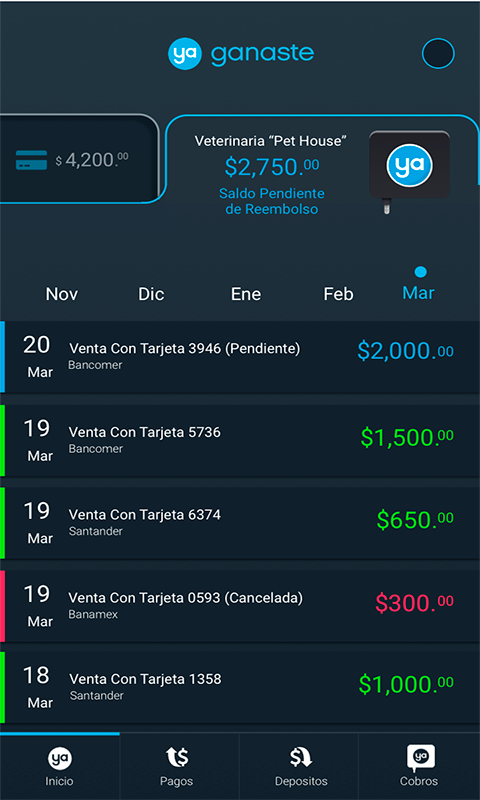 ya ganaste
$ 4,200.00
Veterinaria “Pet House”
$2,750.00
Saldo Pendiente
de Reembolso
ya
Nov Dic Ene Feb Mar
20 Mar
Venta Con Tarjeta 3946 (Pendiente)
Bancomer
$2,000.00
19 Mar
Venta Con Tarjeta 5736
Bancomer
$1,500.00
19 Mar
Venta Con Tarjeta 6374
Santander
$650.00
19 Mar
Venta Con Tarjeta 0593 (Cancelada)
Banamex
$300.00
18 Mar
Venta Con Tarjeta 1358
Santander
$1,000.00
ya $ $ ya
Inicio Pagos Depositos Cobros